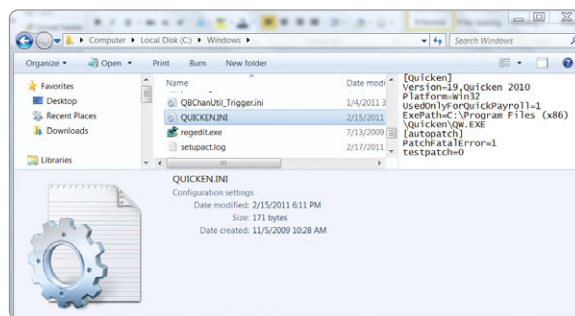 Computer ▸ Local Disk (C:) ▸ Windows ▸
Search Windows
Organize ▾ Open ▾ Print Burn New folder
Favorites
Desktop
Recent Places
Downloads
Libraries
Name Date modi
QBChanUtil_Trigger.ini 1/4/2011 3
QUICKEN.INI 2/15/2011
regedit.exe 7/13/2009
setupact.log 2/17/2011
[Quicken]
Version=19,Quicken 2010
Platform=Win32
UsedOnlyForQuickPayroll=1
ExePath=C:\Program Files (x86)
\Quicken\QW.EXE
[autopatch]
PatchFatalError=1
testpatch=0
QUICKEN.INI
Configuration settings
Date modified: 2/15/2011 6:11 PM
Size: 171 bytes
Date created: 11/5/2009 10:28 AM